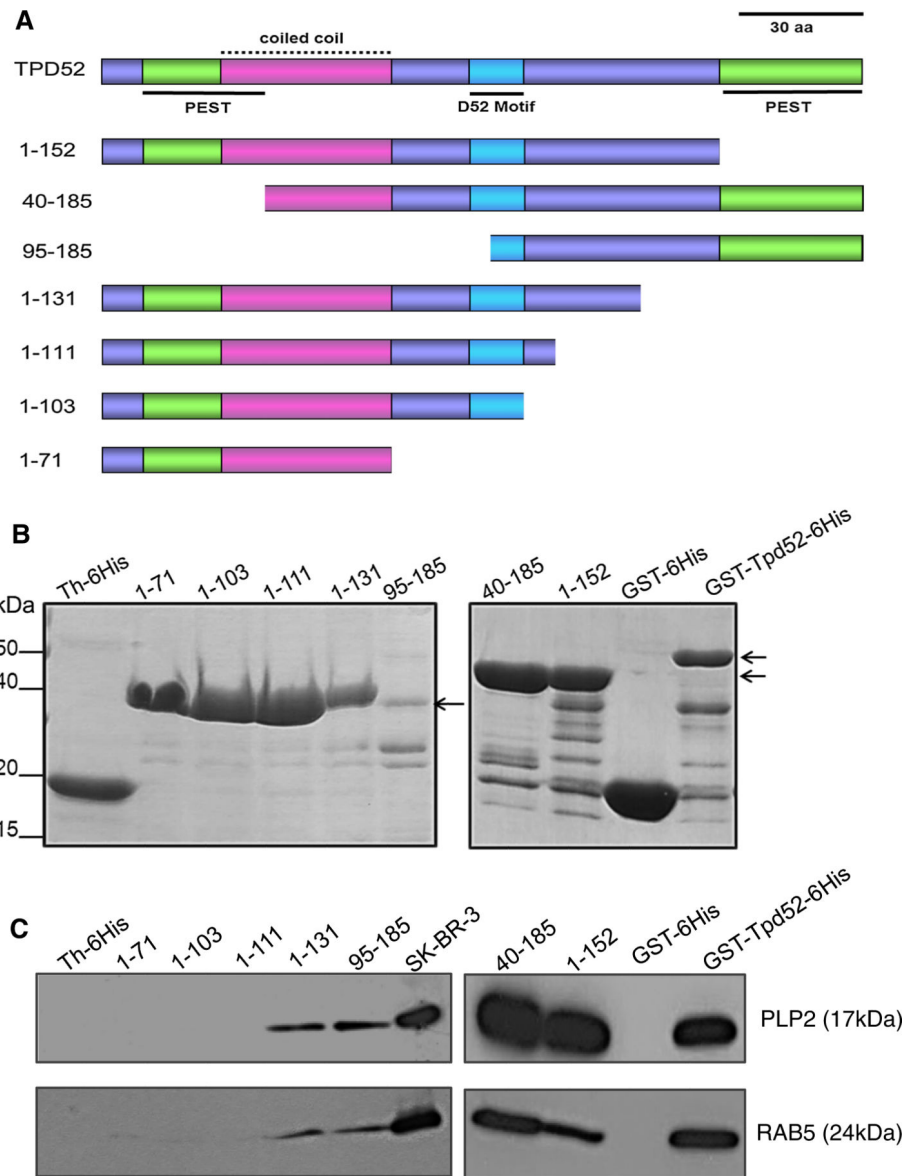 A
30 aa
coiled coil
TPD52
PEST
D52 Motif
PEST
1-152
40-185
95-185
1-131
1-111
1-103
1-71
B
Th-6His
1-71
1-103
1-111
1-131
95-185
40-185
1-152
GST-6His
GST-Tpd52-6His
kDa
50
40
20
15
C
Th-6His
1-71
1-103
1-111
1-131
95-185
SK-BR-3
40-185
1-152
GST-6His
GST-Tpd52-6His
PLP2 (17kDa)
RAB5 (24kDa)